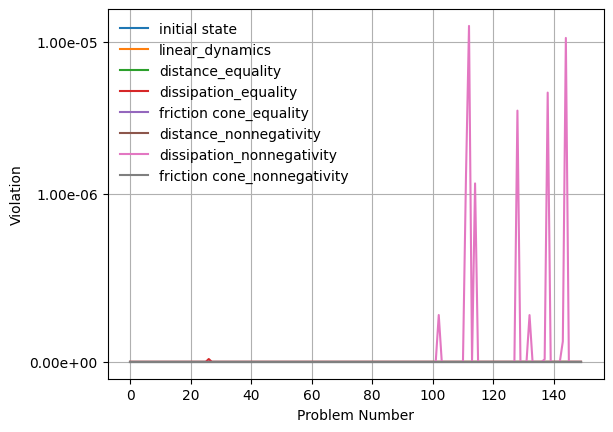 initial state
linear_dynamics
distance_equality
dissipation_equality
friction cone_equality
distance_nonnegativity
dissipation_nonnegativity
friction cone_nonnegativity
1.00e-05
1.00e-06
0.00e+00
Violation
0 20 40 60 80 100 120 140
Problem Number